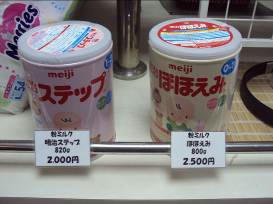 Merries
L54
meiji
ステップ
meiji
ほほえみ
粉ミルク
明治ステップ
820g
2,000円
粉ミルク
ほほえみ
800g
2,500円